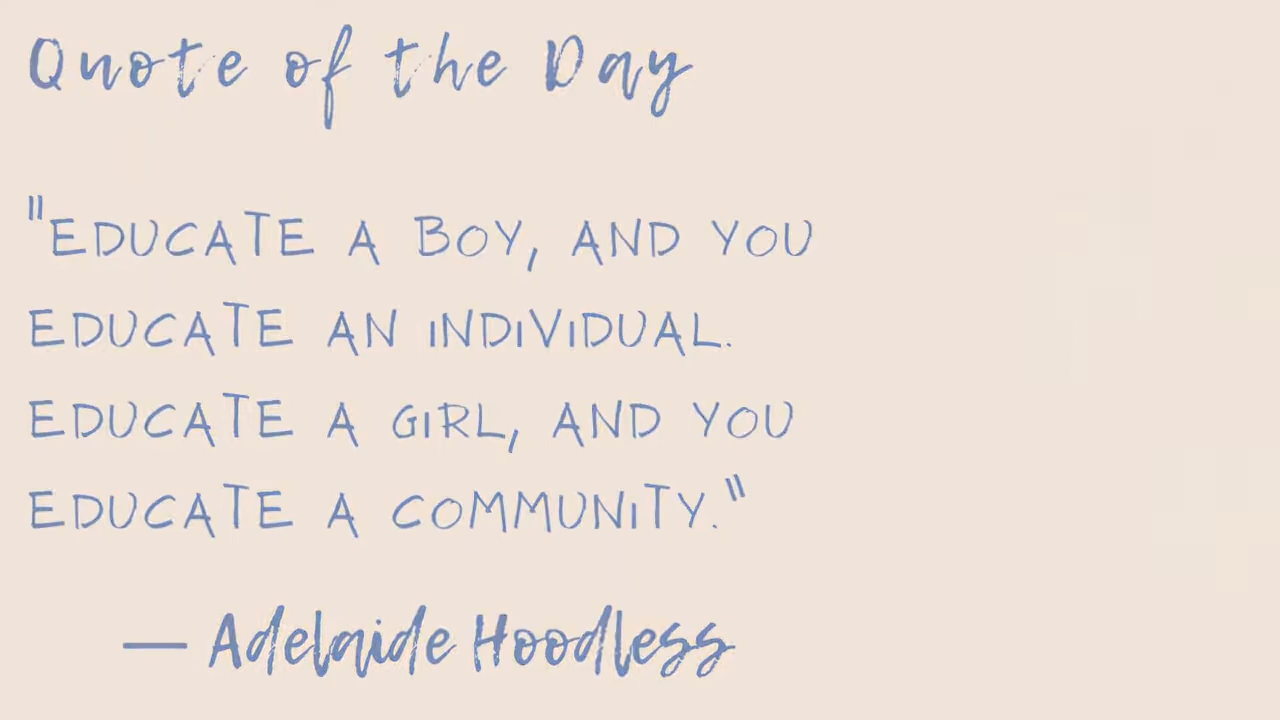 Quote of the Day
"EDUCATE A BOY, AND YOU
EDUCATE AN INDIVIDUAL.
EDUCATE A GIRL, AND YOU
EDUCATE A COMMUNITY."
— Adelaide Hoodless